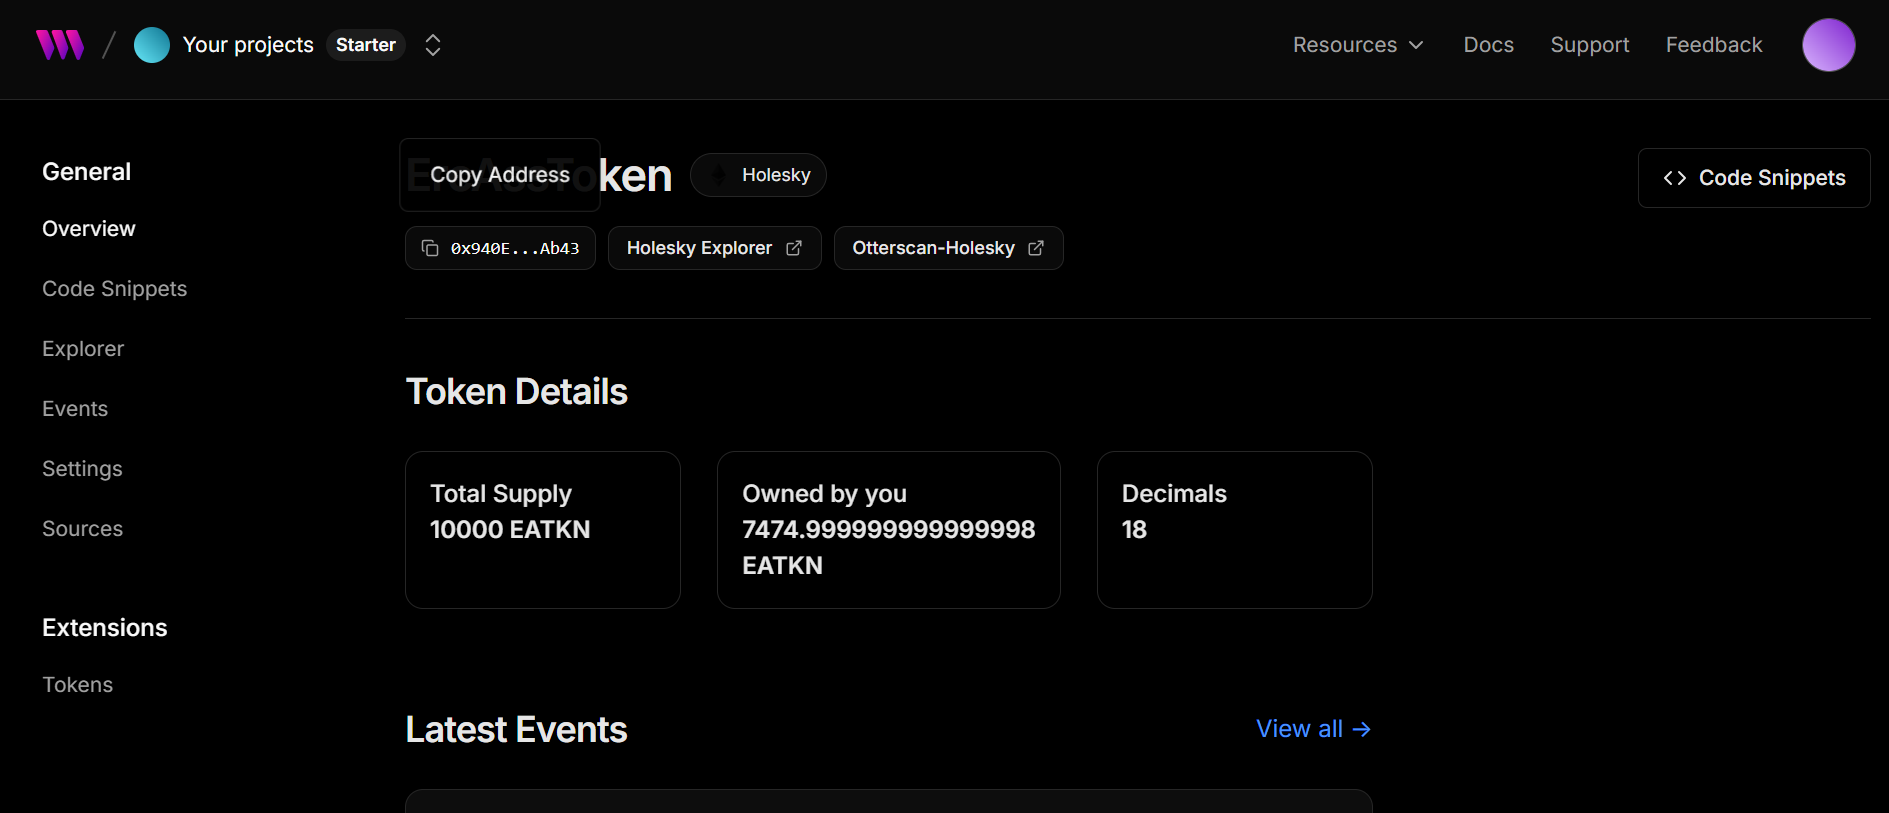 Your projects Starter
Resources Docs Support Feedback
General
Overview
Code Snippets
Explorer
Events
Settings
Sources
Extensions
Tokens
Copy Address
ErcAssToken Holesky
Code Snippets
0x940E...Ab43 Holesky Explorer Otterscan-Holesky
Token Details
Total Supply
10000 EATKN
Owned by you
7474.999999999999998
EATKN
Decimals
18
Latest Events
View all →